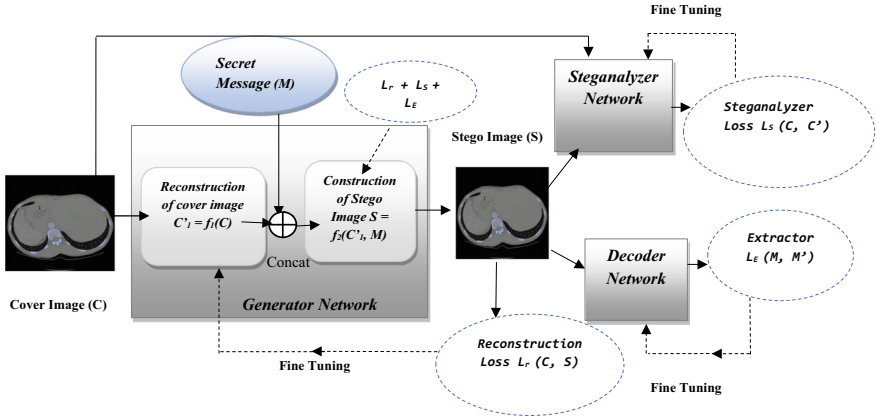 Fine Tuning
Secret
Message (M)
Lr + LS +
LE
Steganalyzer
Network
Steganalyzer
Loss LS (C, C’)
Stego Image (S)
Reconstruction
of cover image
C’1 = f1(C)
Concat
Construction
of Stego
Image S =
f2(C’1, M)
Generator Network
Cover Image (C)
Decoder
Network
Extractor
LE (M, M’)
Reconstruction
Loss Lr (C, S)
Fine Tuning
Fine Tuning